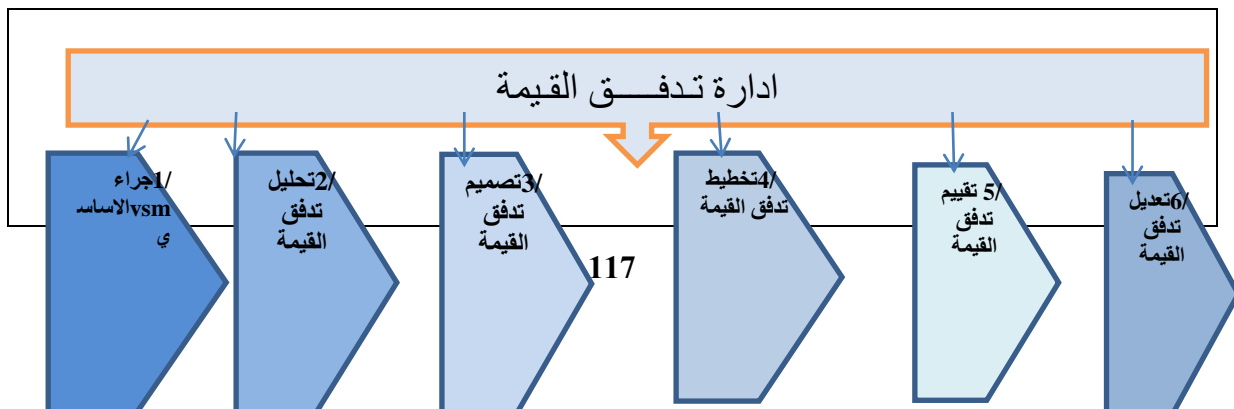 ادارة تدفـــــق القيمة
1/جراء
vsmالاساس
ي
2/تحليل
تدفق
القيمة
3/تصميم
تدفق
القيمة
4/تخطيط
تدفق القيمة
5/ تقييم
تدفق
القيمة
6/تعديل
تدفق
القيمة
117